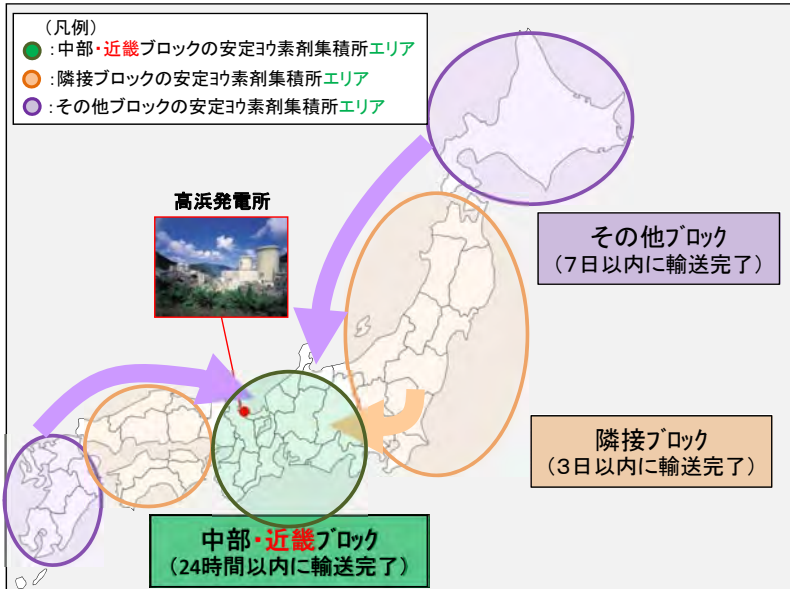 (凡例)
:中部・近畿ブロックの安定ヨウ素剤集積所エリア
:隣接ブロックの安定ヨウ素剤集積所エリア
:その他ブロックの安定ヨウ素剤集積所エリア
高浜発電所
その他ブロック
(7日以内に輸送完了)
隣接ブロック
(3日以内に輸送完了)
中部・近畿ブロック
(24時間以内に輸送完了)